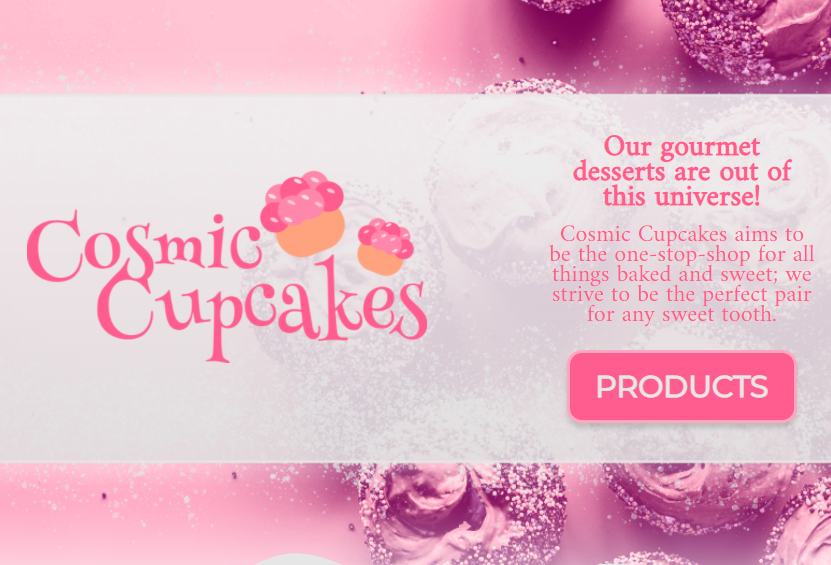 Cosmic
Cupcakes
Our gourmet
desserts are out of
this universe!
Cosmic Cupcakes aims to
be the one-stop-shop for all
things baked and sweet; we
strive to be the perfect pair
for any sweet tooth.
PRODUCTS